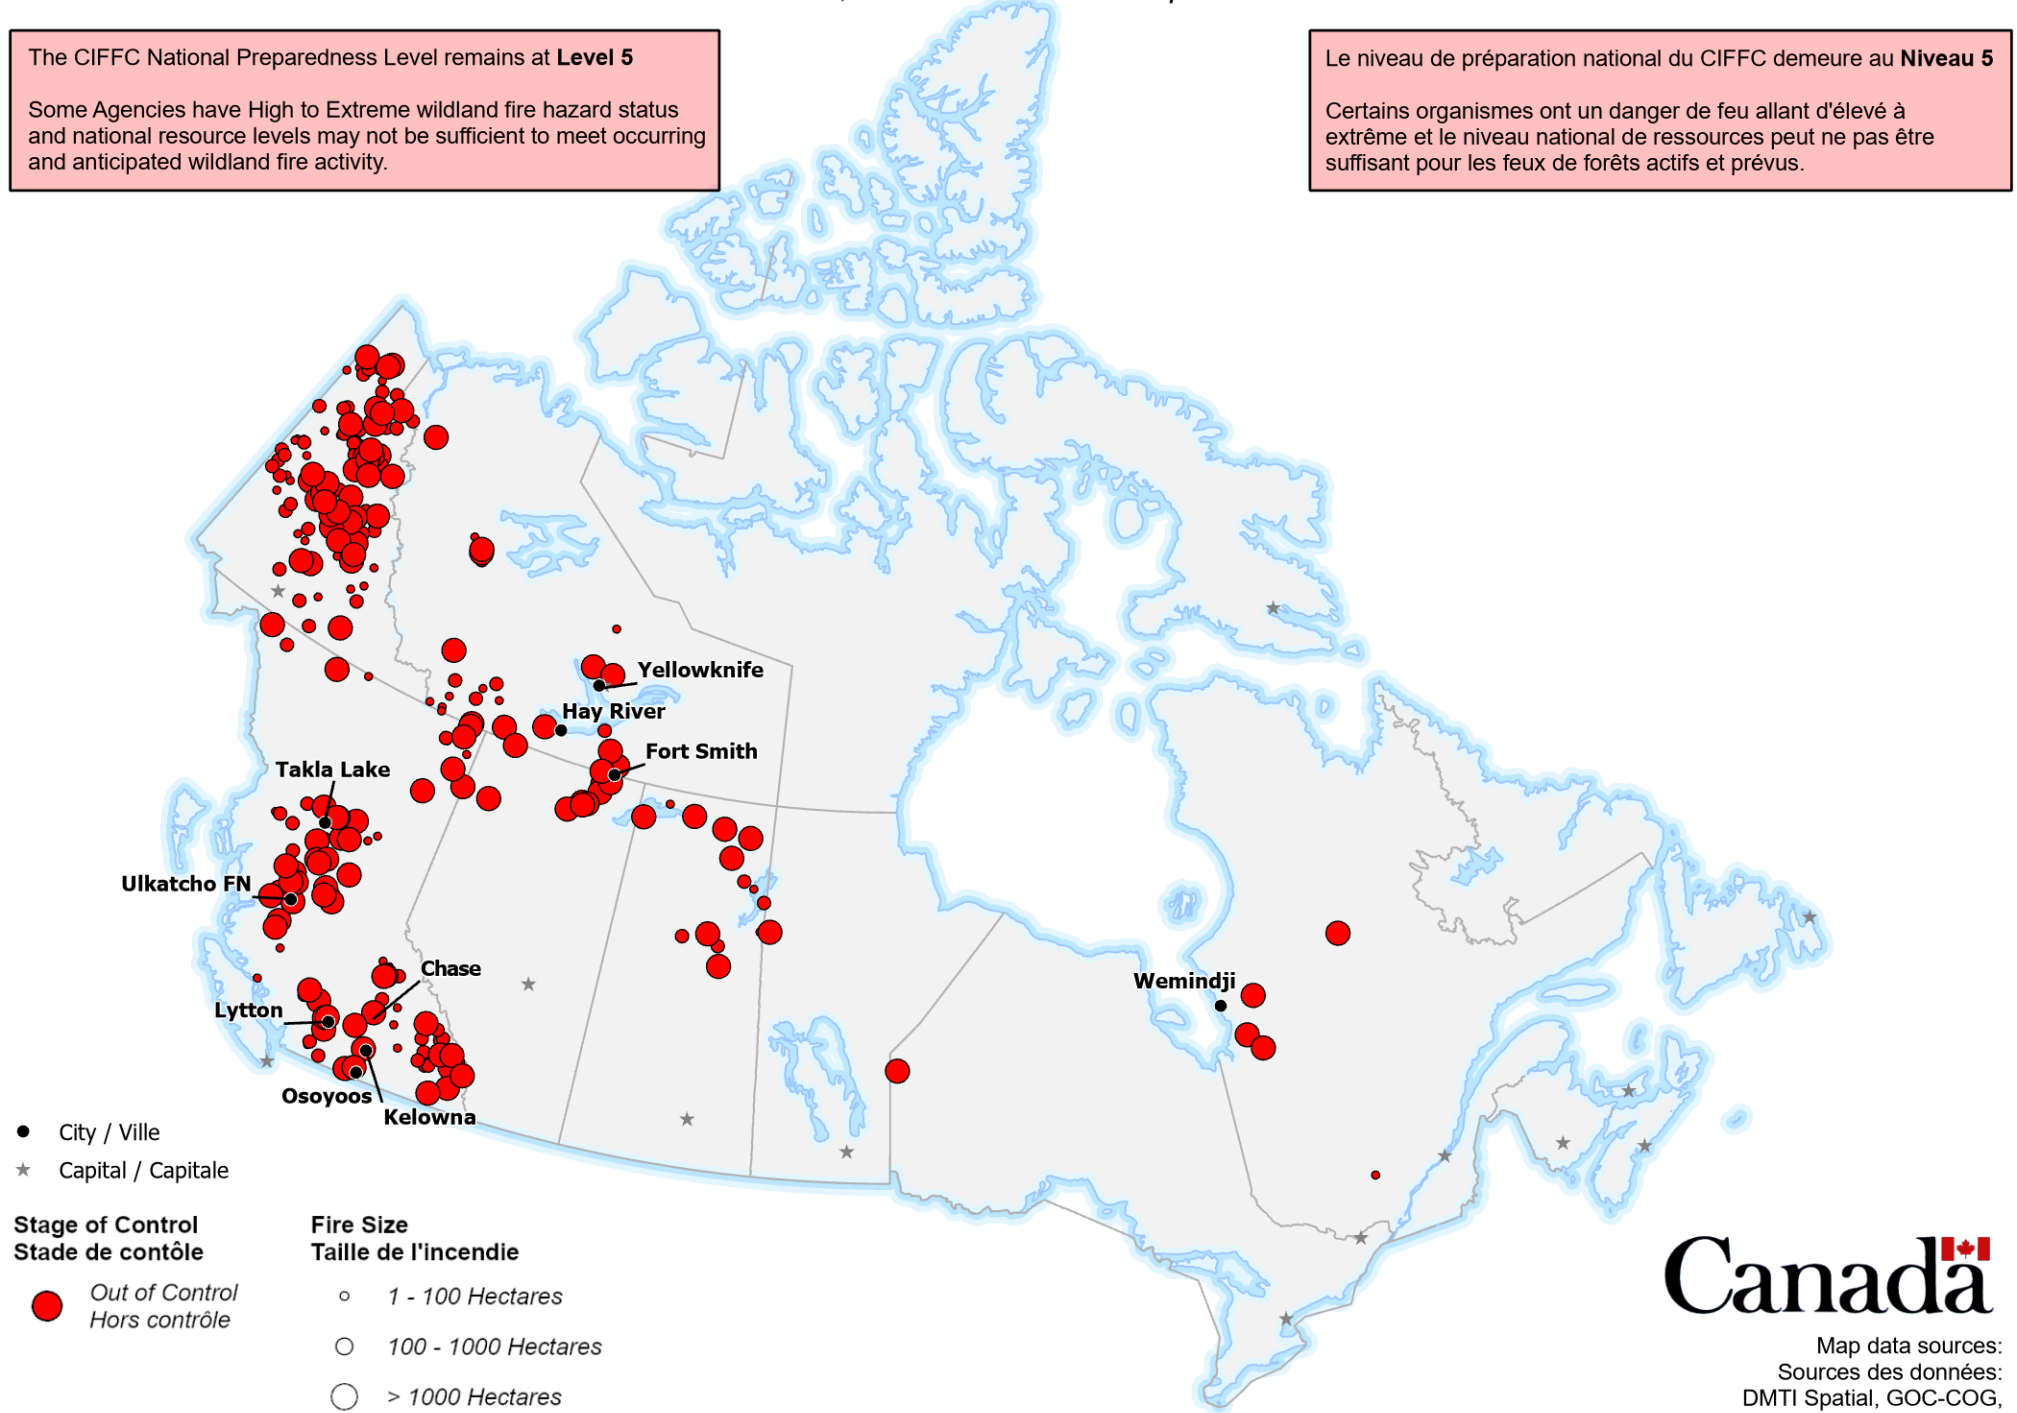 The CIFFC National Preparedness Level remains at Level 5
Some Agencies have High to Extreme wildland fire hazard status
and national resource levels may not be sufficient to meet occurring
and anticipated wildland fire activity.
Le niveau de préparation national du CIFFC demeure au Niveau 5
Certains organismes ont un danger de feu allant d'élevé à
extrême et le niveau national de ressources peut ne pas être
suffisant pour les feux de forêts actifs et prévus.
Yellowknife
Hay River
Fort Smith
Takla Lake
Ulkatcho FN
Chase
Lytton
Wemindji
Osoyoos
Kelowna
City / Ville
Capital / Capitale
Stage of Control
Stade de contôle
Out of Control
Hors contrôle
Fire Size
Taille de l'incendie
1 - 100 Hectares
100 - 1000 Hectares
> 1000 Hectares
Canada
Map data sources:
Sources des données:
DMTI Spatial, GOC-COG,